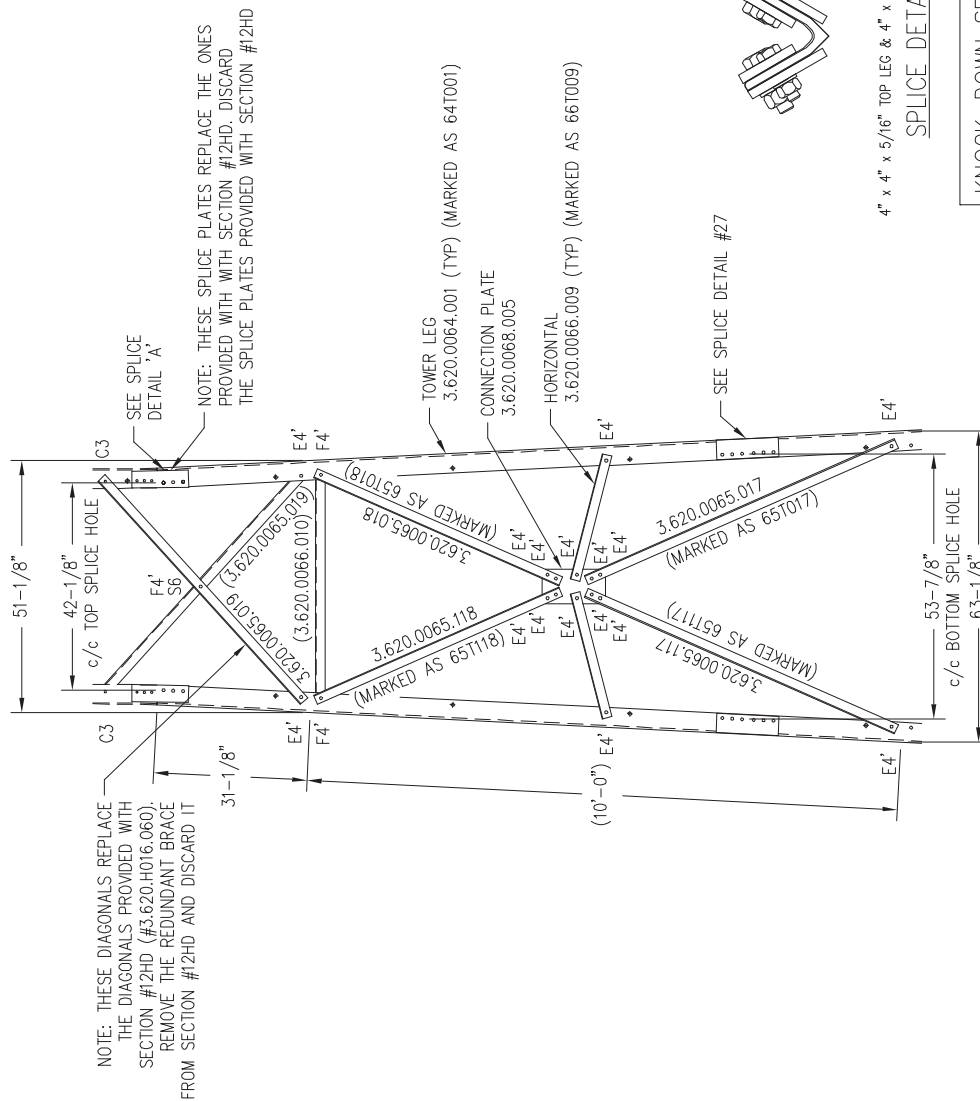 NOTE: THESE DIAGONALS REPLACE
THE DIAGONALS PROVIDED WITH
SECTION #12HD (#3.620.H016.060).
REMOVE THE REDUNDANT BRACE
FROM SECTION #12HD AND DISCARD IT
51-1/8"
42-1/8"
c/c TOP SPLICE HOLE
C3
C3
SEE SPLICE
DETAIL 'A'
NOTE: THESE SPLICE PLATES REPLACE THE ONES
PROVIDED WITH WITH SECTION #12HD. DISCARD
THE SPLICE PLATES PROVIDED WITH SECTION #12HD
F4'
S6
3.620.0065.019
(3.620.0065.019)
(3.620.0066.010)
31-1/8"
E4'
F4'
E4'
F4'
TOWER LEG
3.620.0064.001 (TYP) (MARKED AS 64T001)
3.620.0065.118
(MARKED AS 65T118)
3.620.0065.018
(MARKED AS 65T018)
CONNECTION PLATE
3.620.0068.005
HORIZONTAL
3.620.0066.009 (TYP) (MARKED AS 66T009)
E4'
E4'
E4'
E4'
E4'
E4'
E4'
E4'
E4'
E4'
E4'
E4'
(10'-0")
3.620.0065.117
(MARKED AS 65T117)
3.620.0065.017
(MARKED AS 65T017)
SEE SPLICE DETAIL #27
E4'
E4'
53-7/8"
c/c BOTTOM SPLICE HOLE
63-1/8"
4" x 4" x 5/16" TOP LEG & 4" x
SPLICE DETA
KNOCK DOWN SE